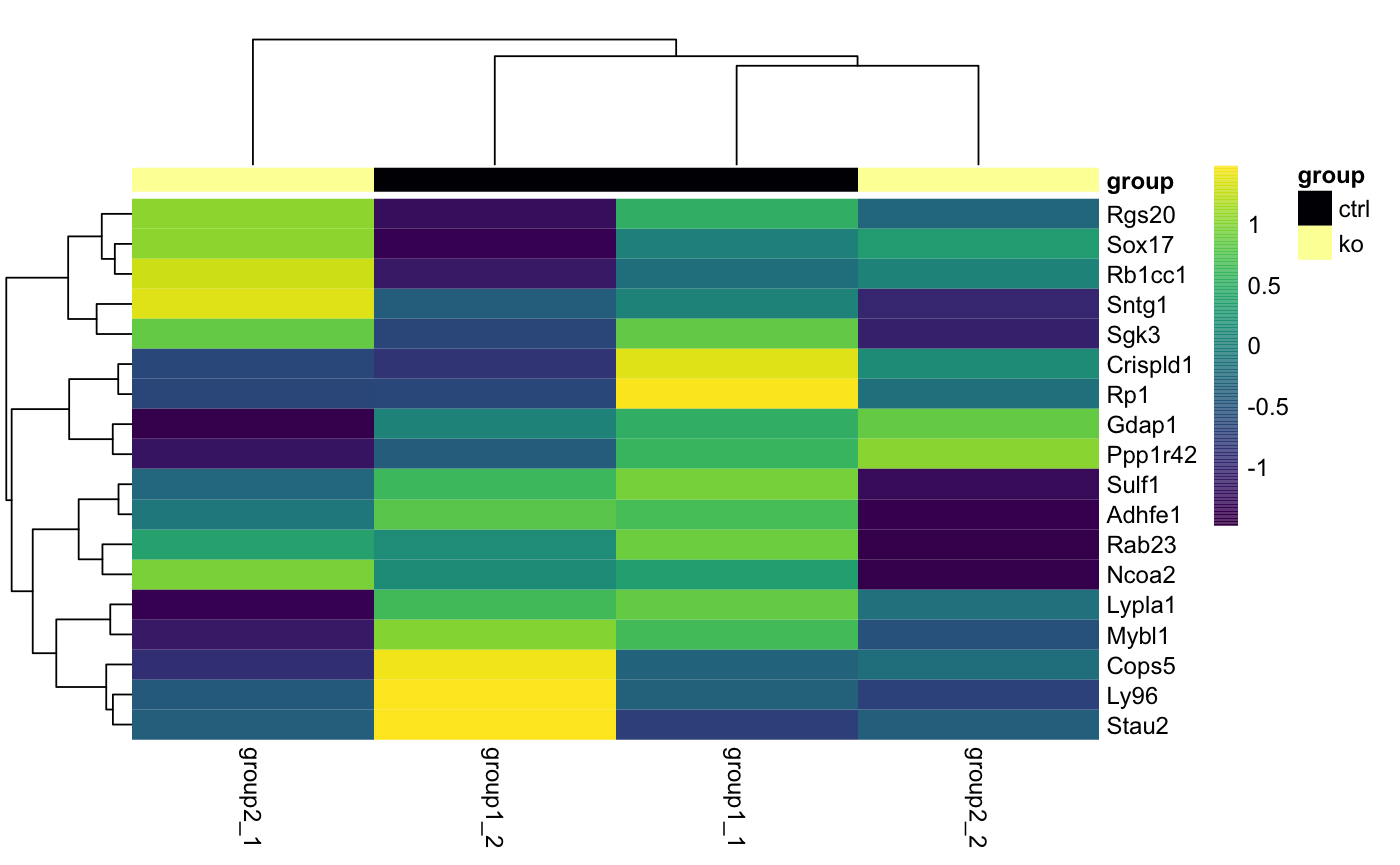 group
Rgs20
Sox17
Rb1cc1
Sntg1
Sgk3
Crispld1
Rp1
Gdap1
Ppp1r42
Sulf1
Adhfe1
Rab23
Ncoa2
Lypla1
Mybl1
Cops5
Ly96
Stau2
group2_1
group1_2
group1_1
group2_2
1
0.5
0
-0.5
-1
group
ctrl
ko